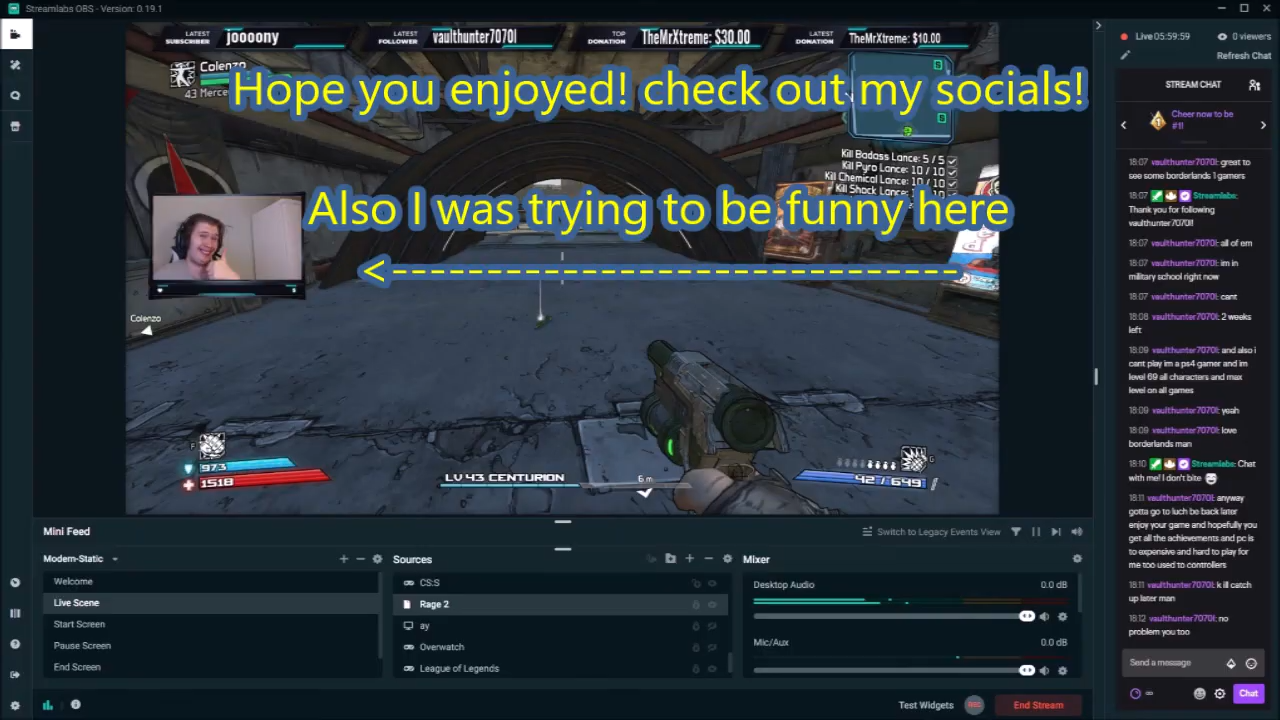 Streamlabs OBS - Version: 0.19.1
LATEST SUBSCRIBER joooony
LATEST FOLLOWER vaulthunter7070l
TOP DONATION TheMrXtreme: $30.00
LATEST DONATION TheMrXtreme: $10.00
Colenzo
43 Merce
Hope you enjoyed! check out my socials!
Kill Badass Lance: 5 / 5
Kill Pyro Lance: 10 / 10
Kill Chemical Lance: 10 / 10
Kill Shock Lance:
Also I was trying to be funny here
<--------------------------------
Colenzo
F
973
1518
LV 43 CENTURION
6 m
G
42 / 699
Mini Feed
Switch to Legacy Events View
Modern-Static
Welcome
Live Scene
Start Screen
Pause Screen
End Screen
Sources
CS:S
Rage 2
ay
Overwatch
League of Legends
Mixer
Desktop Audio 0.0 dB
Mic/Aux 0.0 dB
Test Widgets
REC
End Stream
Live 05:59:59
0 viewers
Refresh Chat
STREAM CHAT
Cheer now to be
#1!
18:07 vaulthunter7070l: great to
see some borderlands 1 gamers
18:07 Streamlabs:
Thank you for following
vaulthunter7070l!
18:07 vaulthunter7070l: all of em
18:07 vaulthunter7070l: im in
military school right now
18:07 vaulthunter7070l: cant
18:08 vaulthunter7070l: 2 weeks
left
18:09 vaulthunter7070l: and also i
cant play im a ps4 gamer and im
level 69 all characters and max
level on all games
18:09 vaulthunter7070l: yeah
18:09 vaulthunter7070l: love
borderlands man
18:10 Streamlabs: Chat
with me! I don't bite
18:11 vaulthunter7070l: anyway
gotta go to luch be back later
enjoy your game and hopefully you
get all the achievements and pc is
to expensive and hard to play for
me too used to controllers
18:11 vaulthunter7070l: k ill catch
up later man
18:12 vaulthunter7070l: no
problem you too
Send a message
Chat